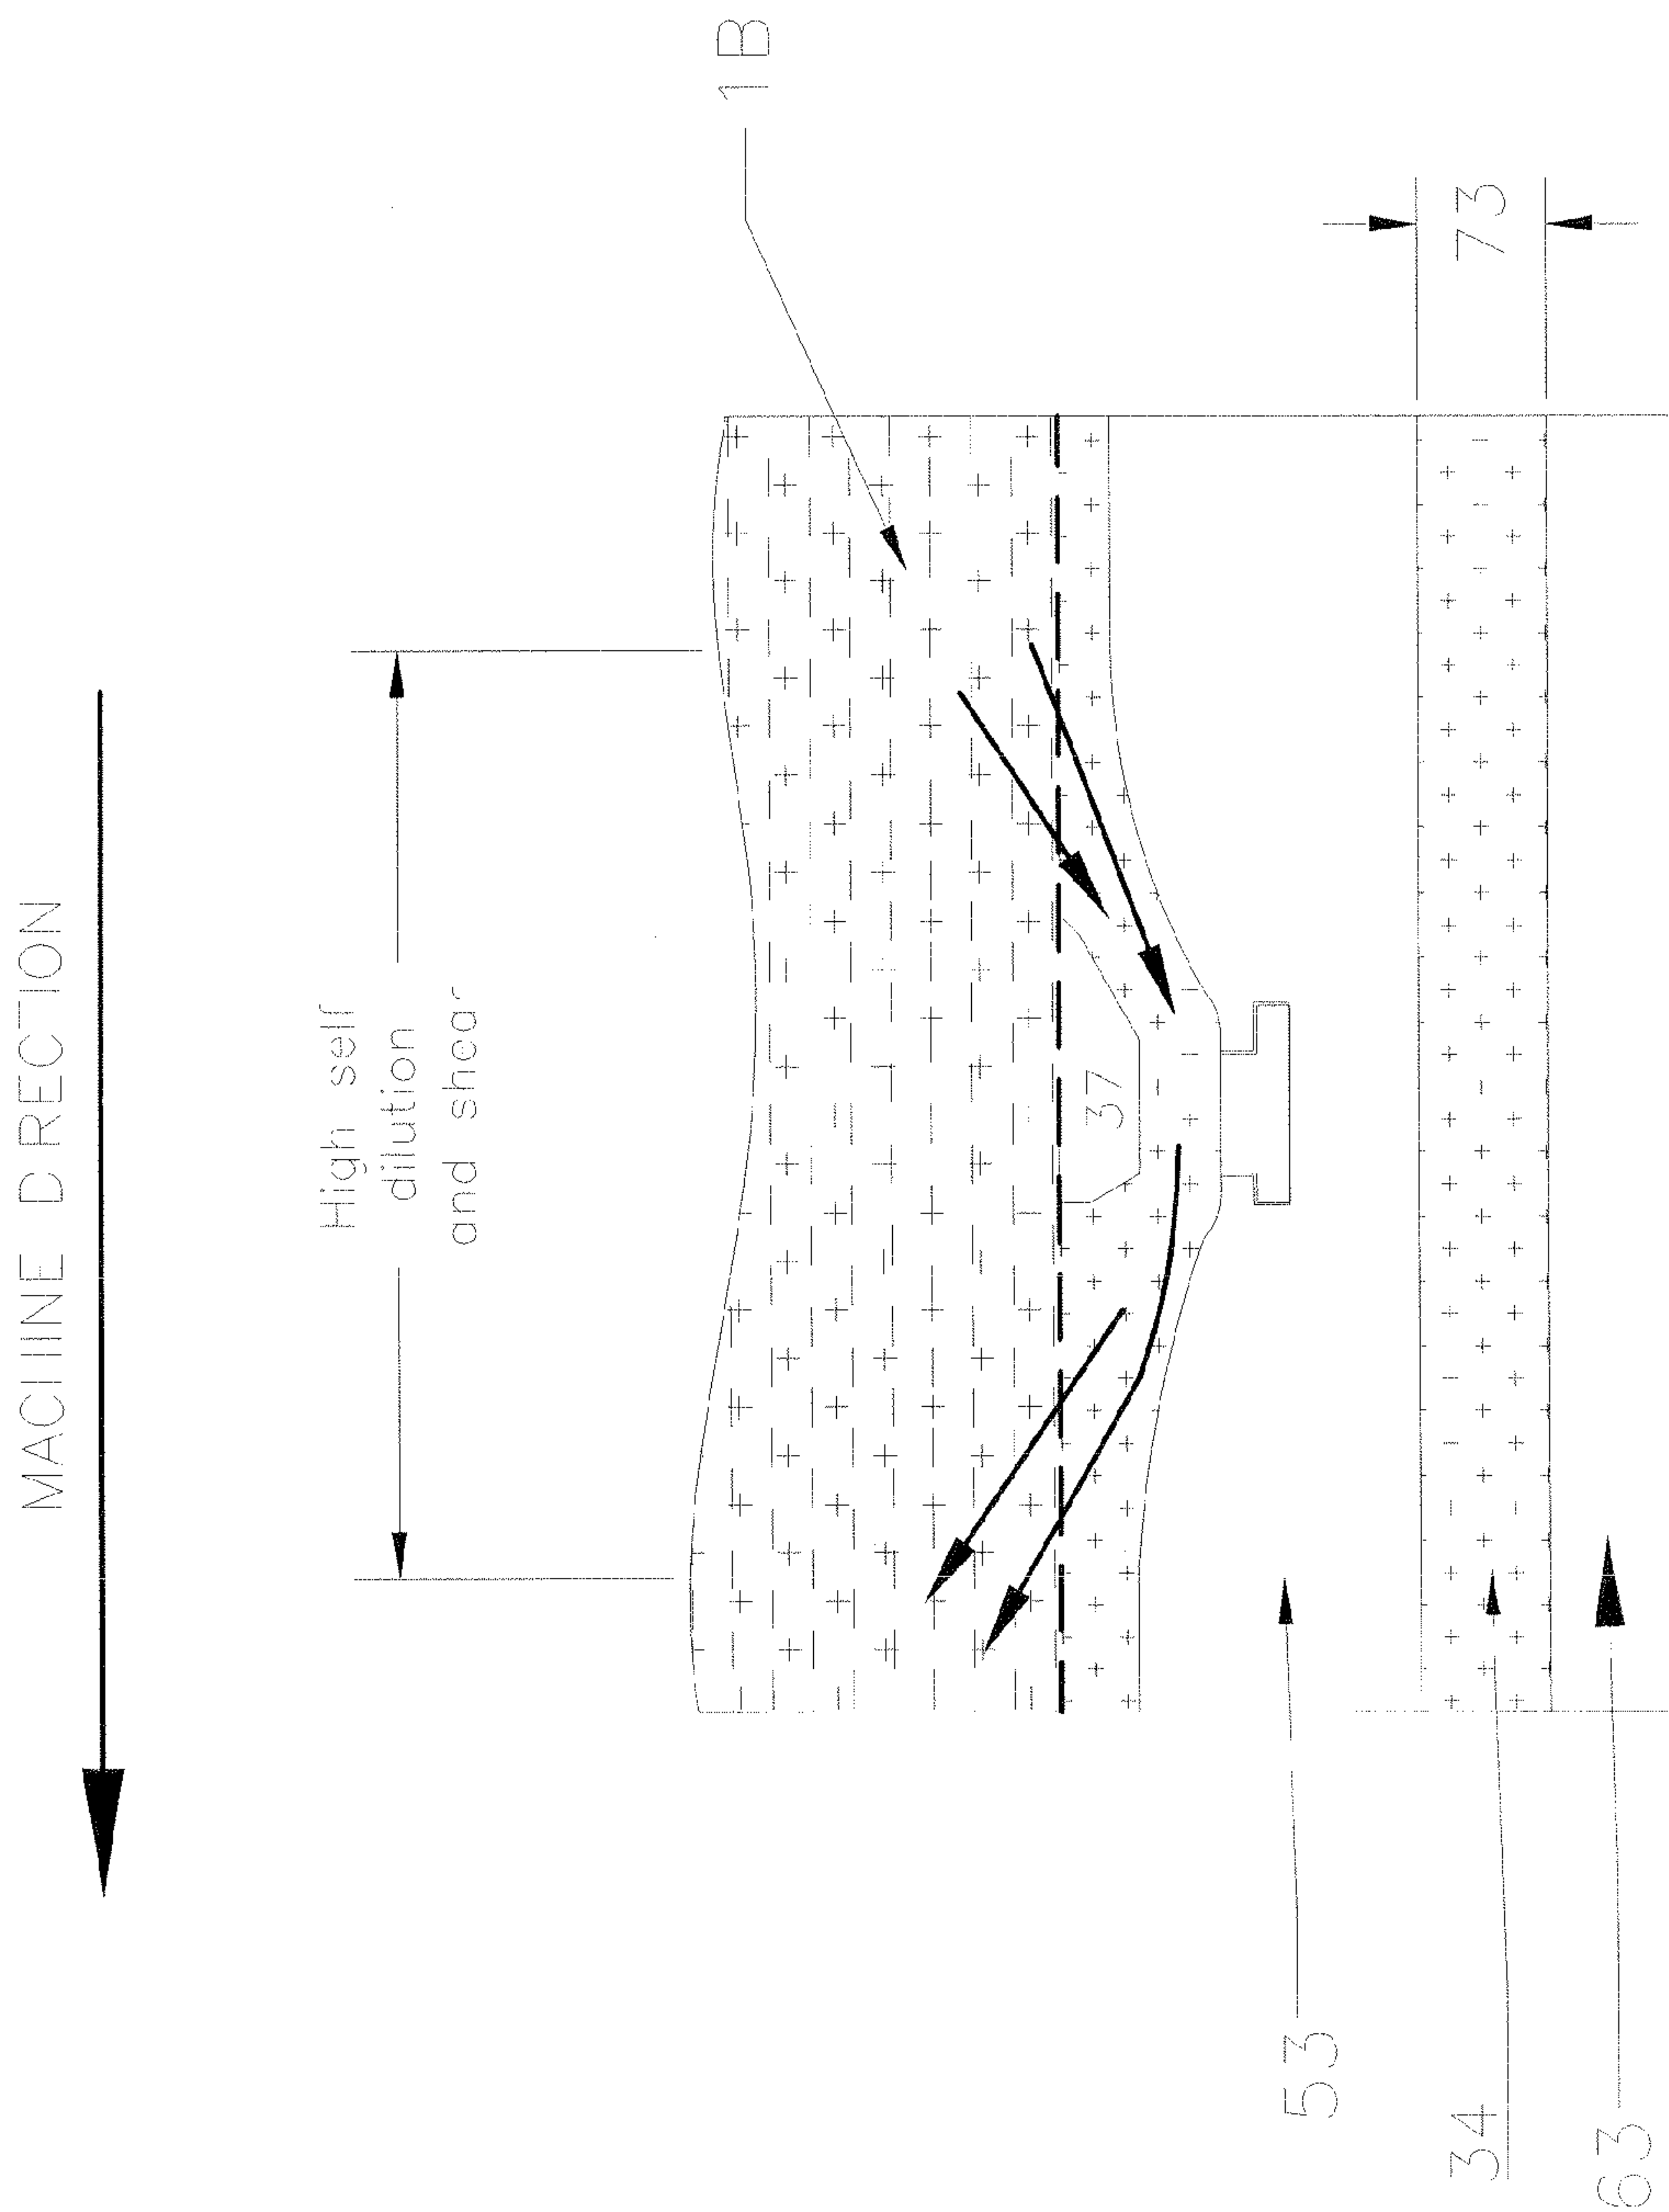 MACHINE DIRECTION
High self
dilution
and shear
1B
37
73
53
34
63